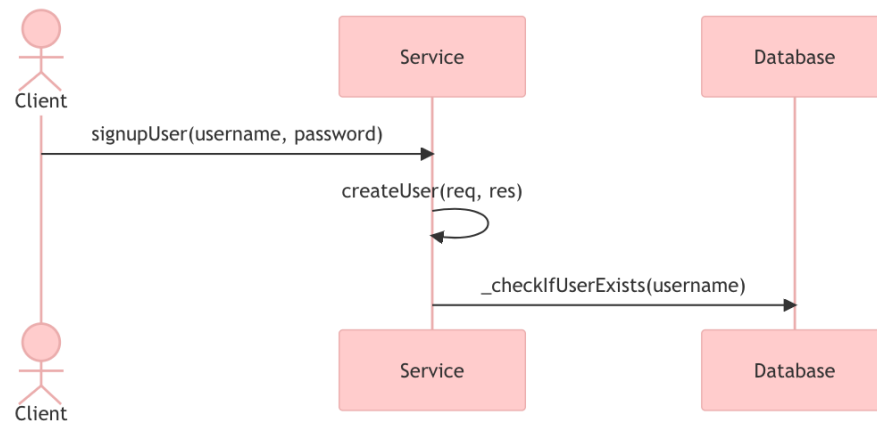 Service
Database
Client
signupUser(username, password)
createUser(req, res)
_checkIfUserExists(username)
Service
Database
Client